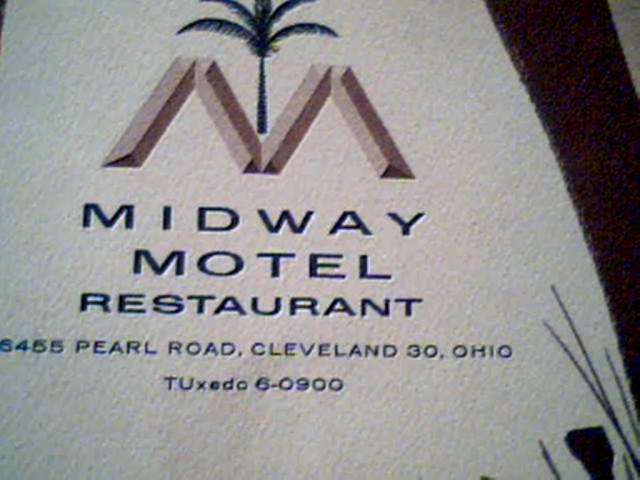 MIDWAY
MOTEL
RESTAURANT
6455 PEARL ROAD, CLEVELAND 30, OHIO
TUxedo 6-0900